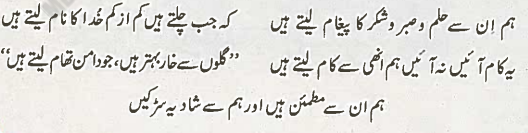 ہم اِن سے حلم و صبر و شکر کا پیغام لیتے ہیں کہ جب چلتے ہیں کم از کم خُدا کا نام لیتے ہیں
یہ کام آئیں نہ آئیں ہم انھی سے کام لیتے ہیں ”گلوں سے خار بہتر ہیں، جو دامن تھام لیتے ہیں“
ہم ان سے مطمئن ہیں اور ہم سے شاد یہ سڑکیں